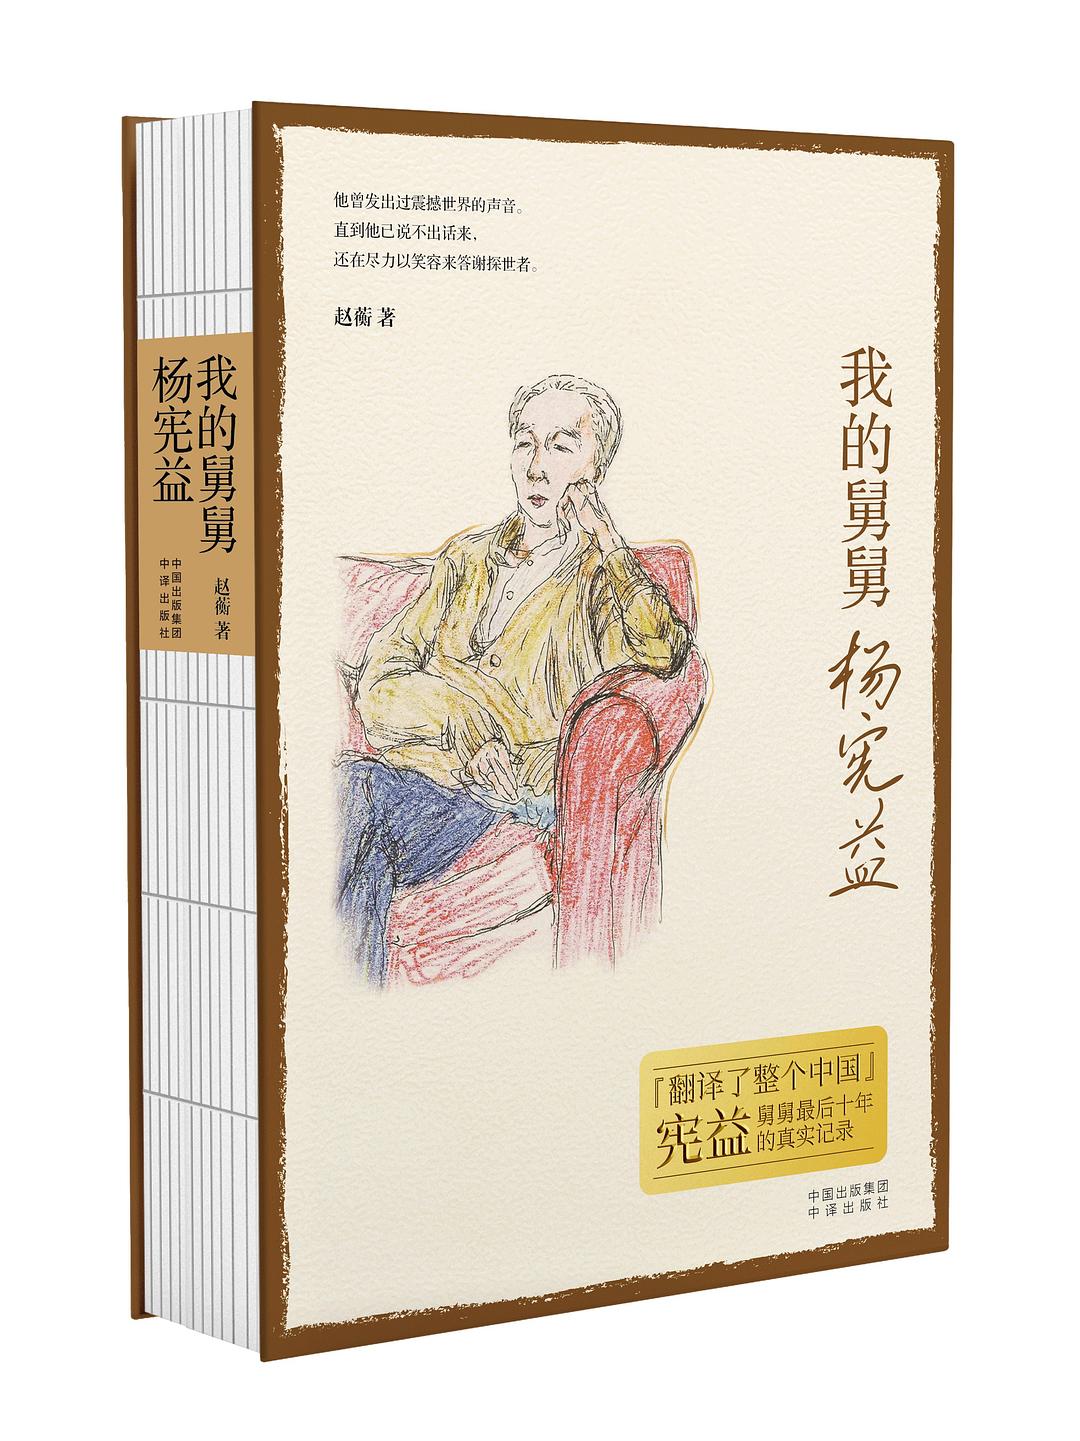 他曾发出过震撼世界的声音。
直到他已说不出话来，
还在尽力以笑容来答谢探世者。
赵蘅 著
我的舅舅
杨宪益
『翻译了整个中国』
宪益
舅舅最后十年
的真实记录
中国出版集团
中译出版社
我的舅舅
杨宪益
赵蘅 著
中国出版集团
中译出版社